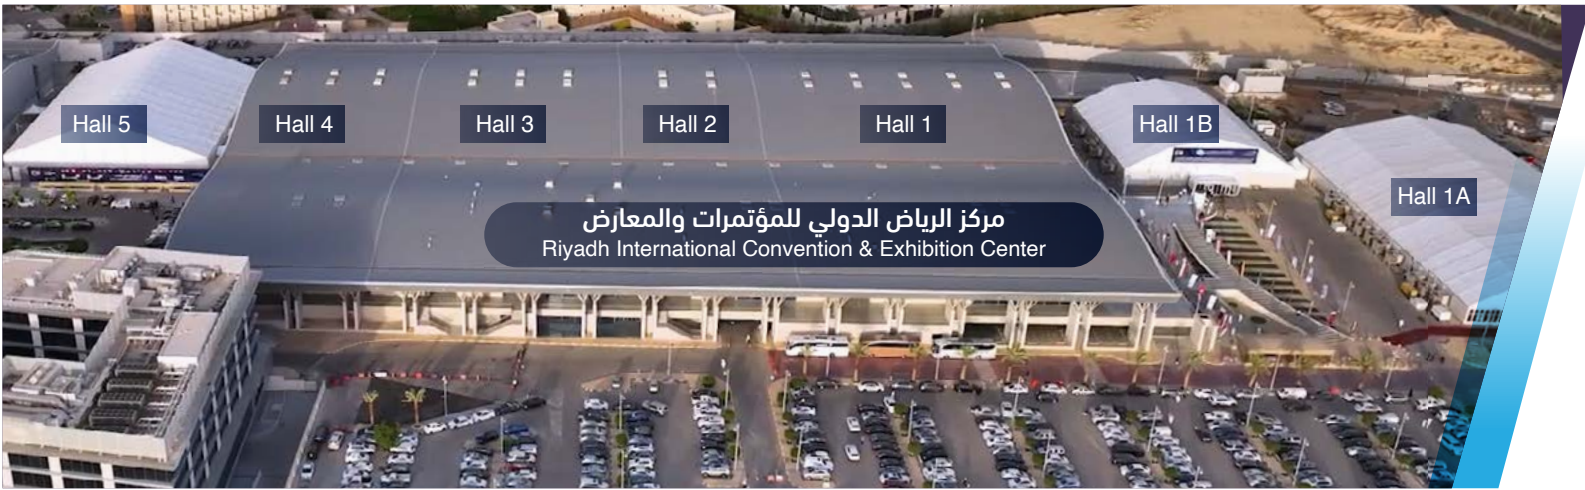 Hall 5
Hall 4
Hall 3
Hall 2
Hall 1
Hall 1B
Hall 1A
مركز الرياض الدولي للمؤتمرات والمعارض
Riyadh International Convention & Exhibition Center